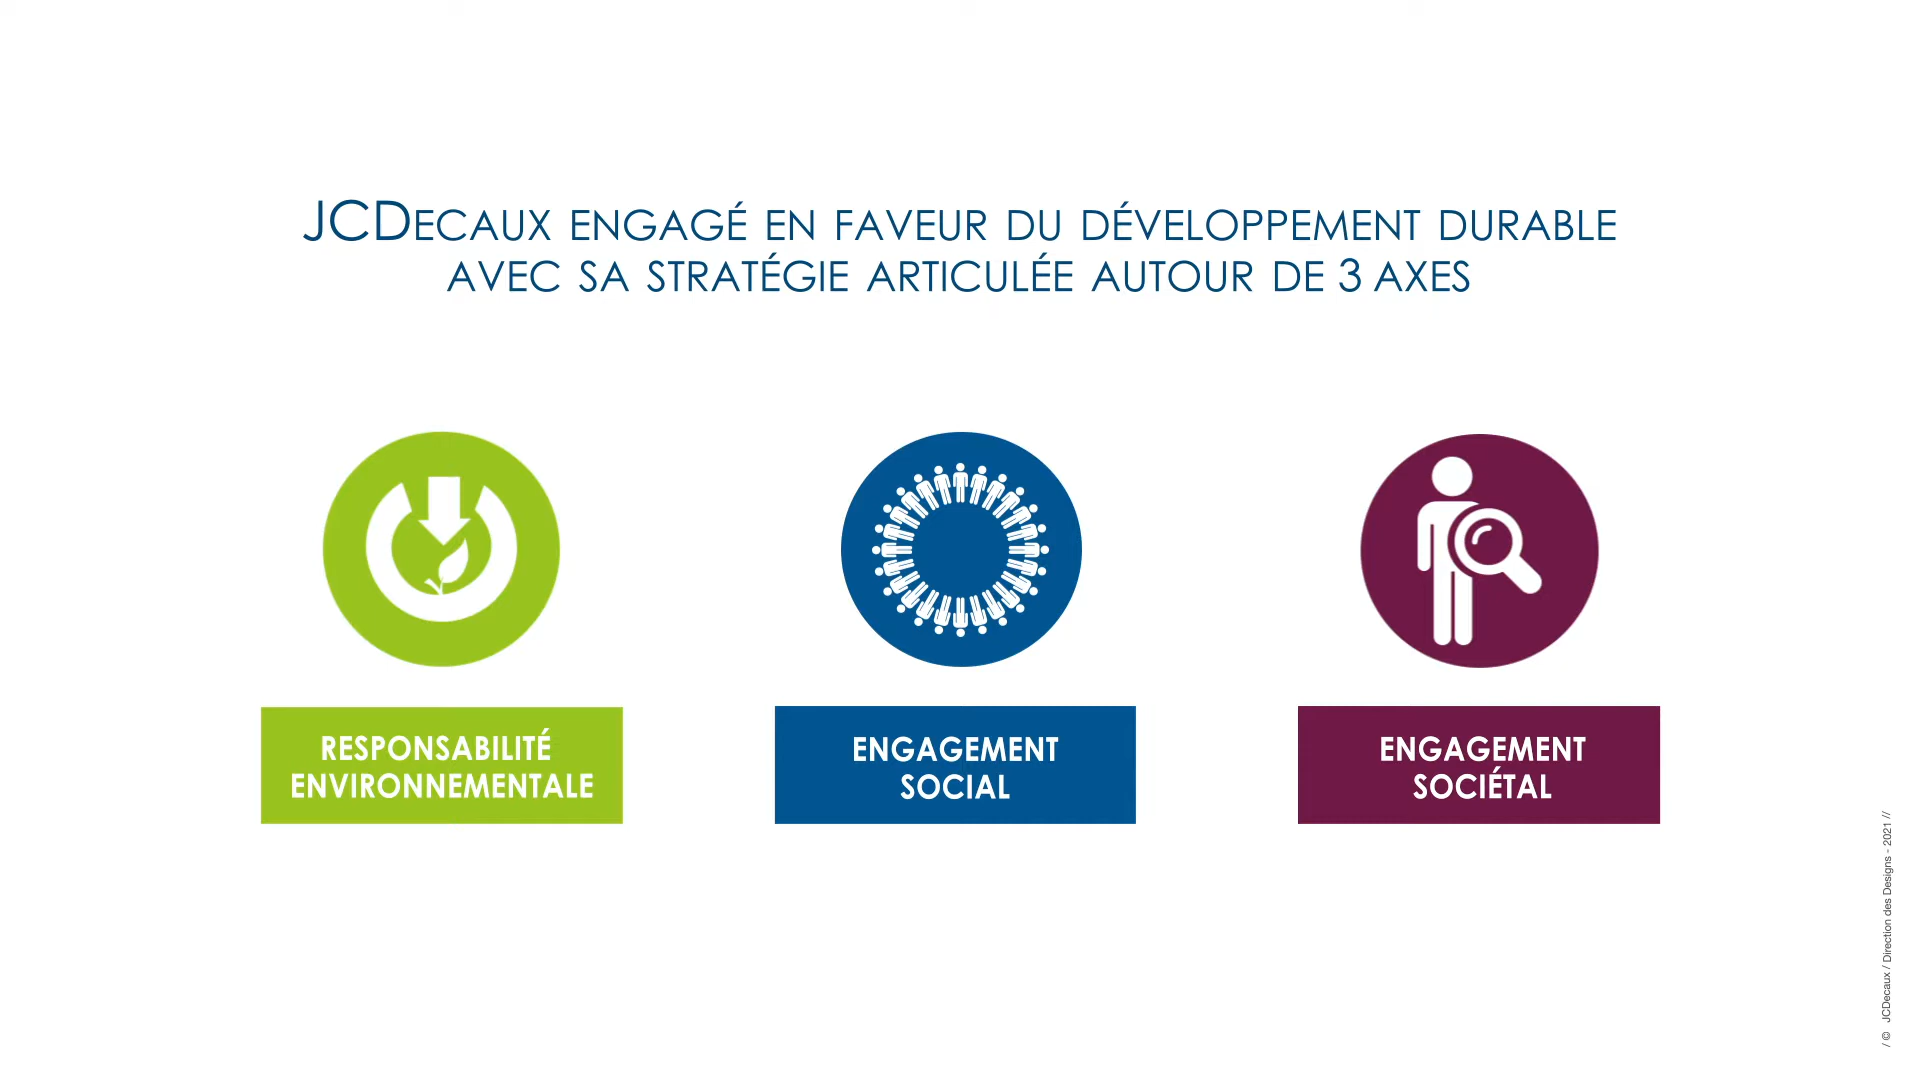 JCDECAUX ENGAGÉ EN FAVEUR DU DÉVELOPPEMENT DURABLE
AVEC SA STRATÉGIE ARTICULÉE AUTOUR DE 3 AXES
RESPONSABILITÉ
ENVIRONNEMENTALE
ENGAGEMENT
SOCIAL
ENGAGEMENT
SOCIÉTAL
/ © JCDecaux / Direction des Designs - 2021 //